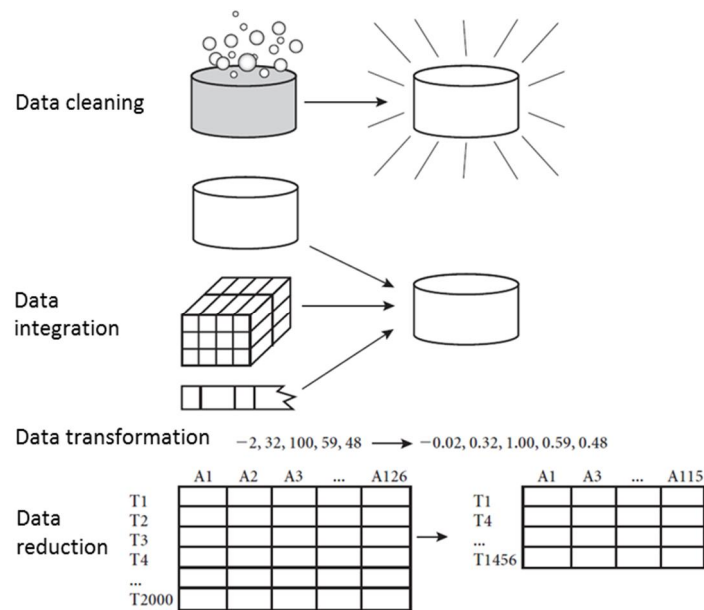 Data cleaning
Data
integration
Data transformation
−2, 32, 100, 59, 48
−0.02, 0.32, 1.00, 0.59, 0.48
Data
reduction
A1 A2 A3 ... A126
T1
T2
T3
T4
...
T2000
A1 A3 ... A115
T1
T4
...
T1456